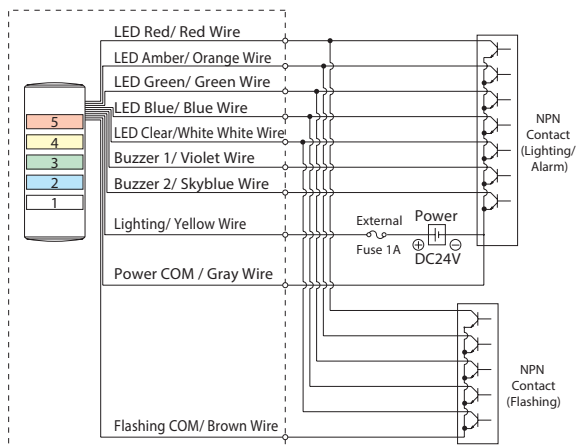 LED Red/ Red Wire
LED Amber/ Orange Wire
LED Green/ Green Wire
LED Blue/ Blue Wire
LED Clear/White White Wire
Buzzer 1/ Violet Wire
Buzzer 2/ Skyblue Wire
Lighting/ Yellow Wire
Power COM / Gray Wire
Flashing COM/ Brown Wire
5
4
3
2
1
External
Fuse 1A
Power
⊕ ⊖
DC24V
NPN
Contact
(Lighting/
Alarm)
NPN
Contact
(Flashing)